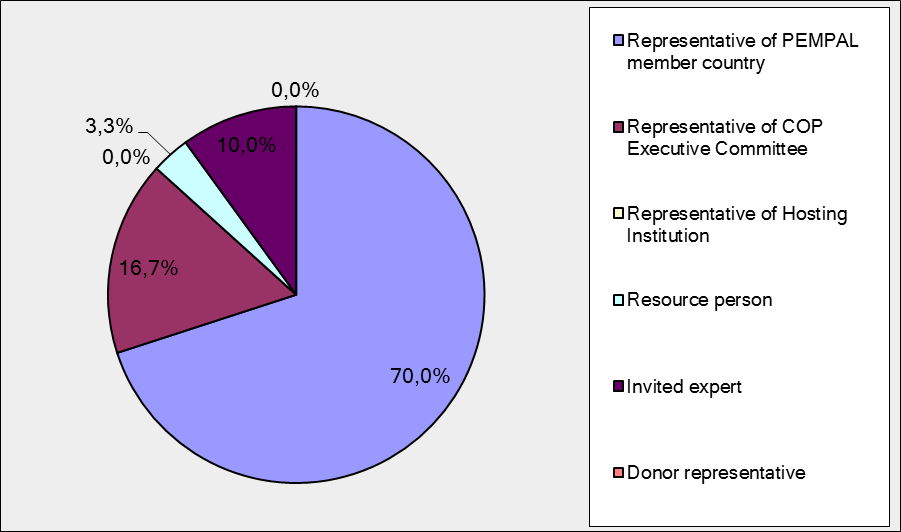 0,0%
3,3%
10,0%
0,0%
16,7%
70,0%
Representative of PEMPAL
member country
Representative of COP
Executive Committee
Representative of Hosting
Institution
Resource person
Invited expert
Donor representative